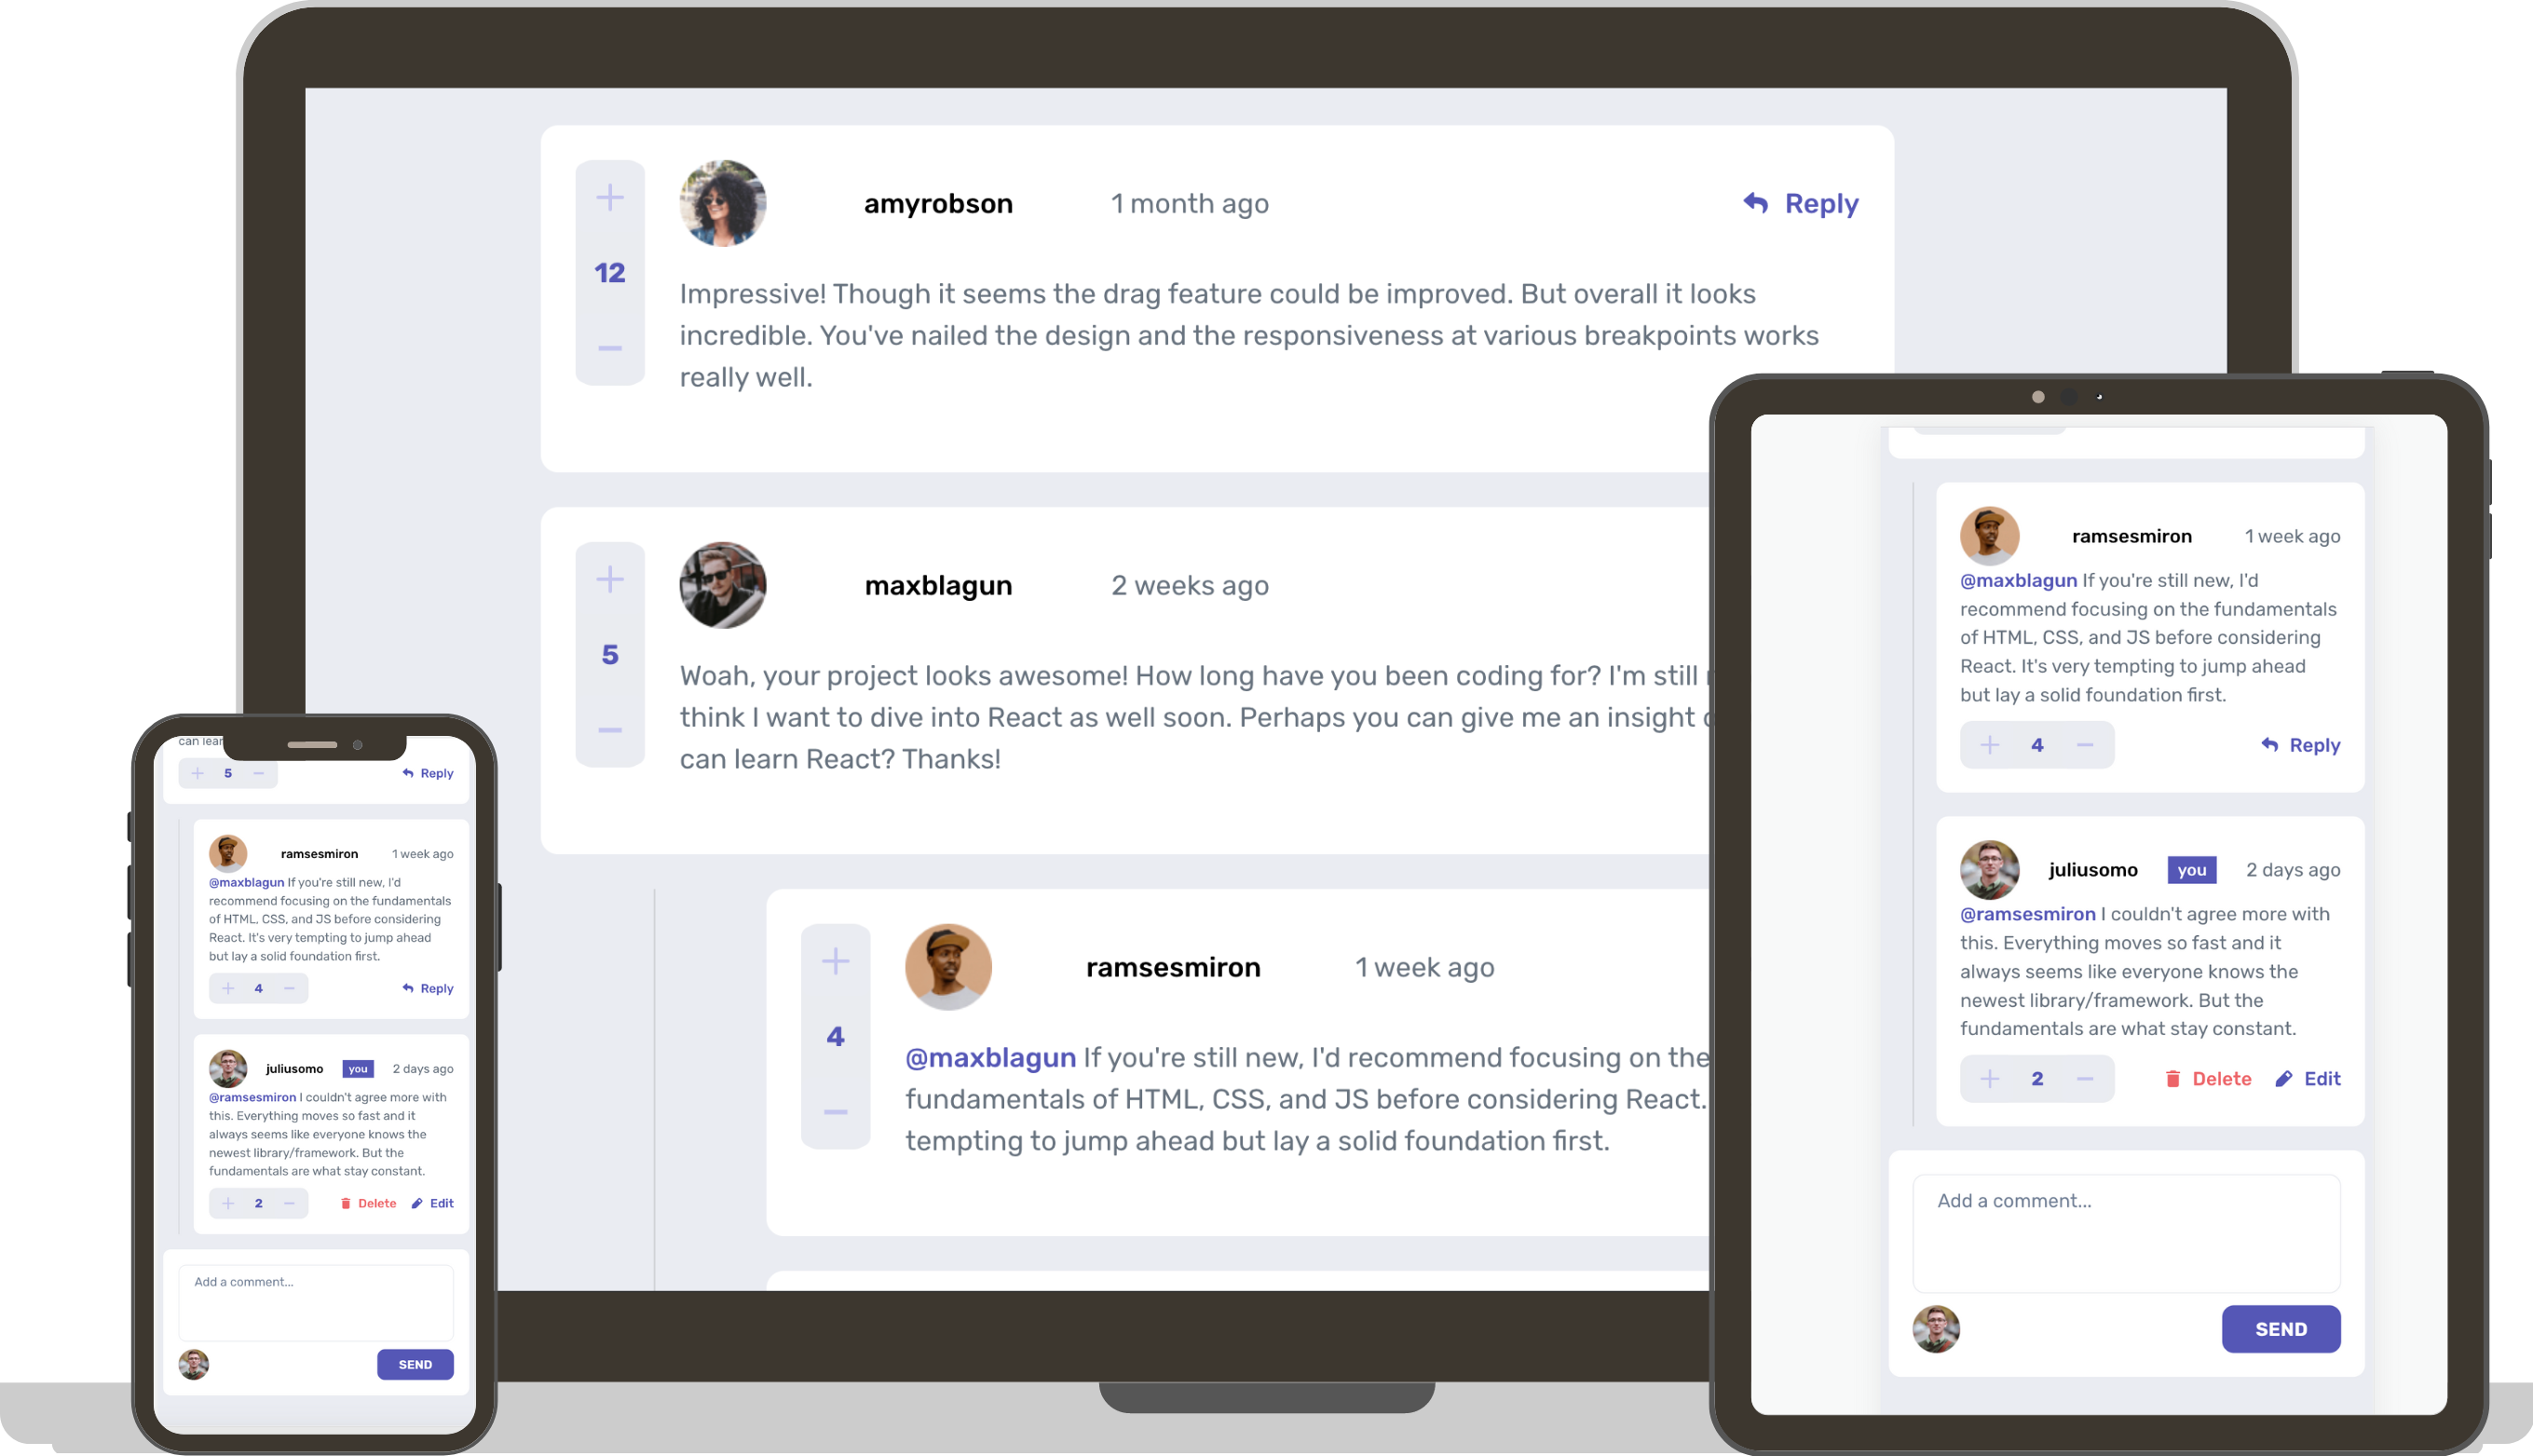 amyrobson 1 month ago Reply
12
Impressive! Though it seems the drag feature could be improved. But overall it looks
incredible. You've nailed the design and the responsiveness at various breakpoints works
really well.
maxblagun 2 weeks ago
5
Woah, your project looks awesome! How long have you been coding for? I'm still
think I want to dive into React as well soon. Perhaps you can give me an insight
can learn React? Thanks!
ramsesmiron 1 week ago
4
@maxblagun If you're still new, I'd recommend focusing on the
fundamentals of HTML, CSS, and JS before considering React.
tempting to jump ahead but lay a solid foundation first.
can lear
5 Reply
ramsesmiron 1 week ago
@maxblagun If you're still new, I'd
recommend focusing on the fundamentals
of HTML, CSS, and JS before considering
React. It's very tempting to jump ahead
but lay a solid foundation first.
4 Reply
juliusomo you 2 days ago
@ramsesmiron I couldn't agree more with
this. Everything moves so fast and it
always seems like everyone knows the
newest library/framework. But the
fundamentals are what stay constant.
2 Delete Edit
Add a comment...
SEND
ramsesmiron 1 week ago
@maxblagun If you're still new, I'd
recommend focusing on the fundamentals
of HTML, CSS, and JS before considering
React. It's very tempting to jump ahead
but lay a solid foundation first.
4 Reply
juliusomo you 2 days ago
@ramsesmiron I couldn't agree more with
this. Everything moves so fast and it
always seems like everyone knows the
newest library/framework. But the
fundamentals are what stay constant.
2 Delete Edit
Add a comment...
SEND